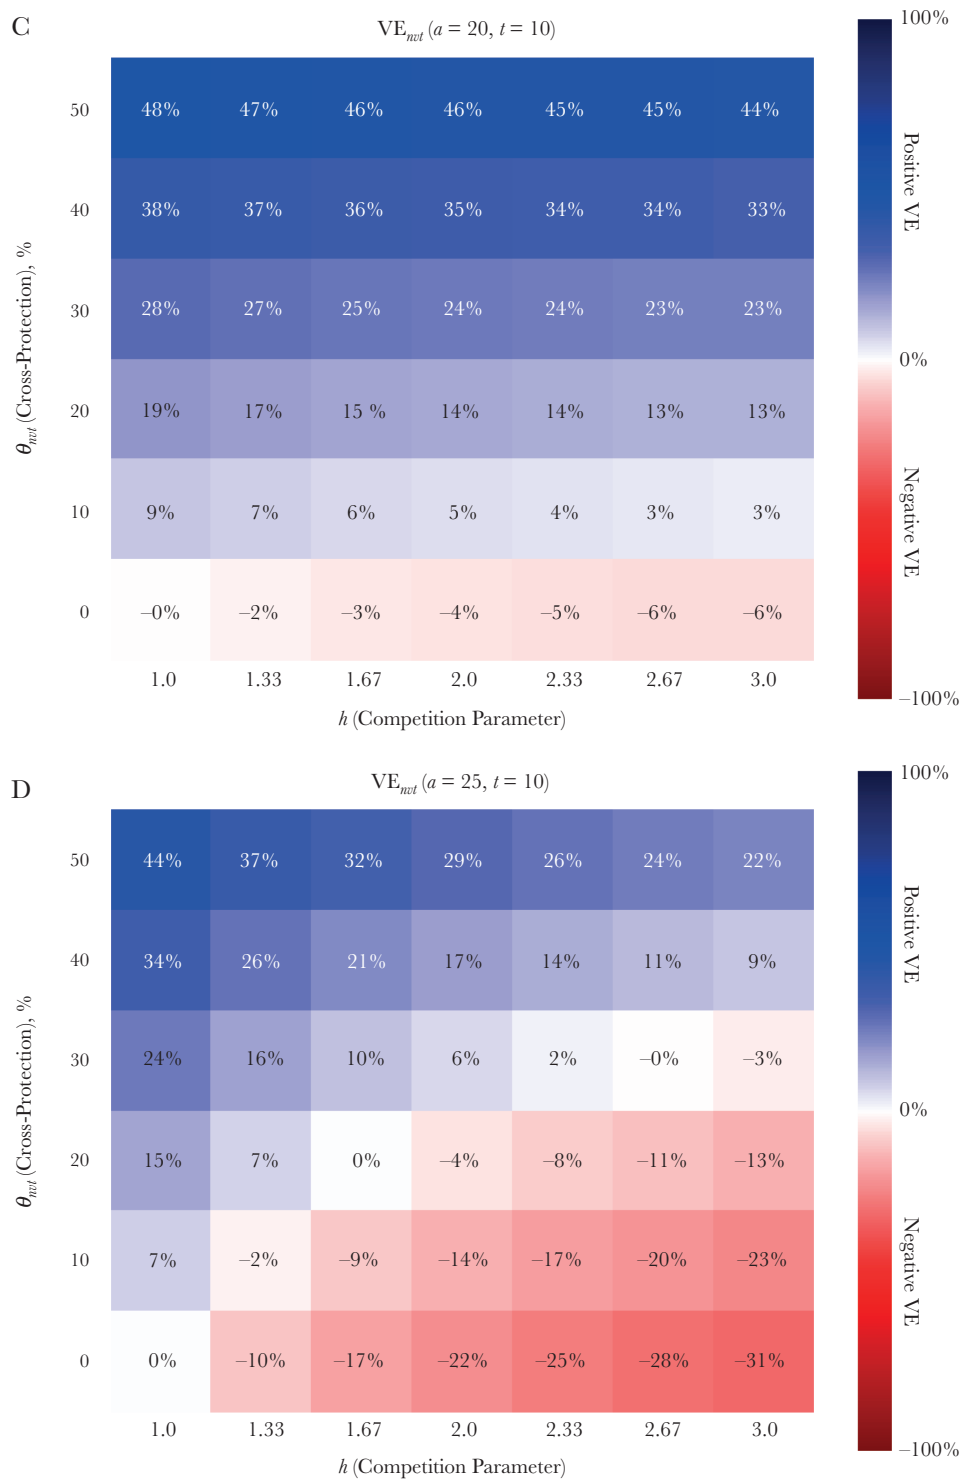 C
VE_nvt (a = 20, t = 10)
θ_nvt (Cross-Protection), %
50 48% 47% 46% 46% 45% 45% 44%
40 38% 37% 36% 35% 34% 34% 33%
30 28% 27% 25% 24% 24% 23% 23%
20 19% 17% 15 % 14% 14% 13% 13%
10 9% 7% 6% 5% 4% 3% 3%
0 –0% –2% –3% –4% –5% –6% –6%
1.0 1.33 1.67 2.0 2.33 2.67 3.0
h (Competition Parameter)
100%
Positive VE
0%
Negative VE
–100%
D
VE_nvt (a = 25, t = 10)
θ_nvt (Cross-Protection), %
50 44% 37% 32% 29% 26% 24% 22%
40 34% 26% 21% 17% 14% 11% 9%
30 24% 16% 10% 6% 2% –0% –3%
20 15% 7% 0% –4% –8% –11% –13%
10 7% –2% –9% –14% –17% –20% –23%
0 0% –10% –17% –22% –25% –28% –31%
1.0 1.33 1.67 2.0 2.33 2.67 3.0
h (Competition Parameter)
100%
Positive VE
0%
Negative VE
–100%